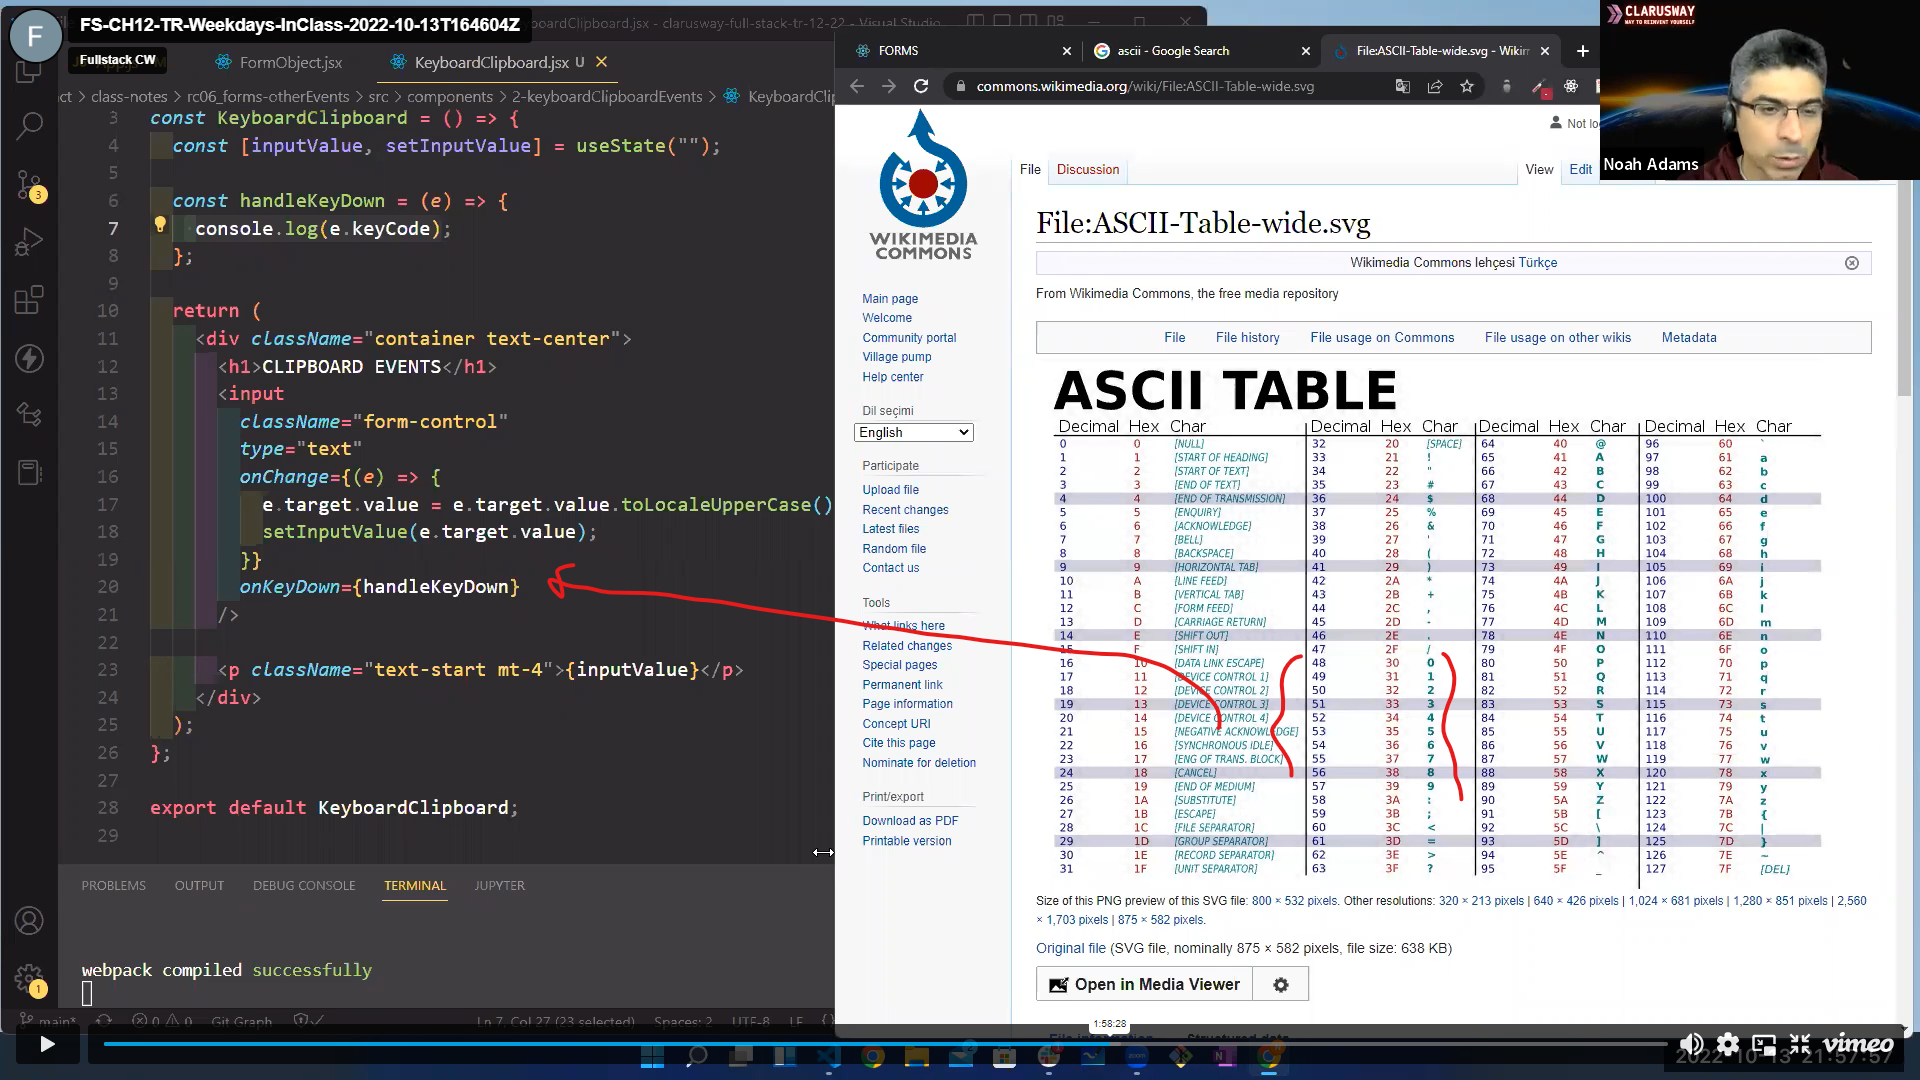 FS-CH12-TR-Weekdays-InClass-2022-10-13T164604Z
F
Fullstack CW
FormObject.jsx
KeyboardClipboard.jsx U
class-notes > rc06_forms-otherEvents > src > components > 2-keyboardClipboardEvents >
3 const KeyboardClipboard = () => {
4 const [inputValue, setInputValue] = useState("");
5
6 const handleKeyDown = (e) => {
7 console.log(e.keyCode);
8 };
9
10 return (
11 <div className="container text-center">
12 <h1>CLIPBOARD EVENTS</h1>
13 <input
14 className="form-control"
15 type="text"
16 onChange={(e) => {
17 e.target.value = e.target.value.toLocaleUpperCase()
18 setInputValue(e.target.value);
19 }}
20 onKeyDown={handleKeyDown}
21 />
22
23 <p className="text-start mt-4">{inputValue}</p>
24 </div>
25 );
26 };
27
28 export default KeyboardClipboard;
29
PROBLEMS OUTPUT DEBUG CONSOLE TERMINAL JUPYTER
webpack compiled successfully
main* 0 0 Git Graph Ln 7, Col 27 (23 selected) Spaces: 2 UTF-8 LF
FORMS
ascii - Google Search
File:ASCII-Table-wide.svg - Wikim
commons.wikimedia.org/wiki/File:ASCII-Table-wide.svg
CLARUSWAY
WAY TO REINVENT YOURSELF
Noah Adams
WIKIMEDIA
COMMONS
Main page
Welcome
Community portal
Village pump
Help center
Dil seçimi
English
Participate
Upload file
Recent changes
Latest files
Random file
Contact us
Tools
What links here
Related changes
Special pages
Permanent link
Page information
Concept URI
Cite this page
Nominate for deletion
Print/export
Download as PDF
Printable version
File Discussion View Edit
File:ASCII-Table-wide.svg
Wikimedia Commons lehçesi Türkçe
From Wikimedia Commons, the free media repository
File File history File usage on Commons File usage on other wikis Metadata
ASCII TABLE
Decimal Hex Char Decimal Hex Char Decimal Hex Char Decimal Hex Char
0 0 [NULL] 32 20 [SPACE] 64 40 @ 96 60 `
1 1 [START OF HEADING] 33 21 ! 65 41 A 97 61 a
2 2 [START OF TEXT] 34 22 " 66 42 B 98 62 b
3 3 [END OF TEXT] 35 23 # 67 43 C 99 63 c
4 4 [END OF TRANSMISSION] 36 24 $ 68 44 D 100 64 d
5 5 [ENQUIRY] 37 25 % 69 45 E 101 65 e
6 6 [ACKNOWLEDGE] 38 26 & 70 46 F 102 66 f
7 7 [BELL] 39 27 ' 71 47 G 103 67 g
8 8 [BACKSPACE] 40 28 ( 72 48 H 104 68 h
9 9 [HORIZONTAL TAB] 41 29 ) 73 49 I 105 69 i
10 A [LINE FEED] 42 2A * 74 4A J 106 6A j
11 B [VERTICAL TAB] 43 2B + 75 4B K 107 6B k
12 C [FORM FEED] 44 2C , 76 4C L 108 6C l
13 D [CARRIAGE RETURN] 45 2D - 77 4D M 109 6D m
14 E [SHIFT OUT] 46 2E . 78 4E N 110 6E n
15 F [SHIFT IN] 47 2F / 79 4F O 111 6F o
16 10 [DATA LINK ESCAPE] 48 30 0 80 50 P 112 70 p
17 11 [DEVICE CONTROL 1] 49 31 1 81 51 Q 113 71 q
18 12 [DEVICE CONTROL 2] 50 32 2 82 52 R 114 72 r
19 13 [DEVICE CONTROL 3] 51 33 3 83 53 S 115 73 s
20 14 [DEVICE CONTROL 4] 52 34 4 84 54 T 116 74 t
21 15 [NEGATIVE ACKNOWLEDGE] 53 35 5 85 55 U 117 75 u
22 16 [SYNCHRONOUS IDLE] 54 36 6 86 56 V 118 76 v
23 17 [ENG OF TRANS. BLOCK] 55 37 7 87 57 W 119 77 w
24 18 [CANCEL] 56 38 8 88 58 X 120 78 x
25 19 [END OF MEDIUM] 57 39 9 89 59 Y 121 79 y
26 1A [SUBSTITUTE] 58 3A : 90 5A Z 122 7A z
27 1B [ESCAPE] 59 3B ; 91 5B [ 123 7B {
28 1C [FILE SEPARATOR] 60 3C < 92 5C \ 124 7C |
29 1D [GROUP SEPARATOR] 61 3D = 93 5D ] 125 7D }
30 1E [RECORD SEPARATOR] 62 3E > 94 5E ^ 126 7E ~
31 1F [UNIT SEPARATOR] 63 3F ? 95 5F _ 127 7F [DEL]
Size of this PNG preview of this SVG file: 800 × 532 pixels. Other resolutions: 320 × 213 pixels | 640 × 426 pixels | 1,024 × 681 pixels | 1,280 × 851 pixels | 2,560
× 1,703 pixels | 875 × 582 pixels.
Original file (SVG file, nominally 875 × 582 pixels, file size: 638 KB)
Open in Media Viewer
1:58:28
vimeo
2022-10-13 21:57:57